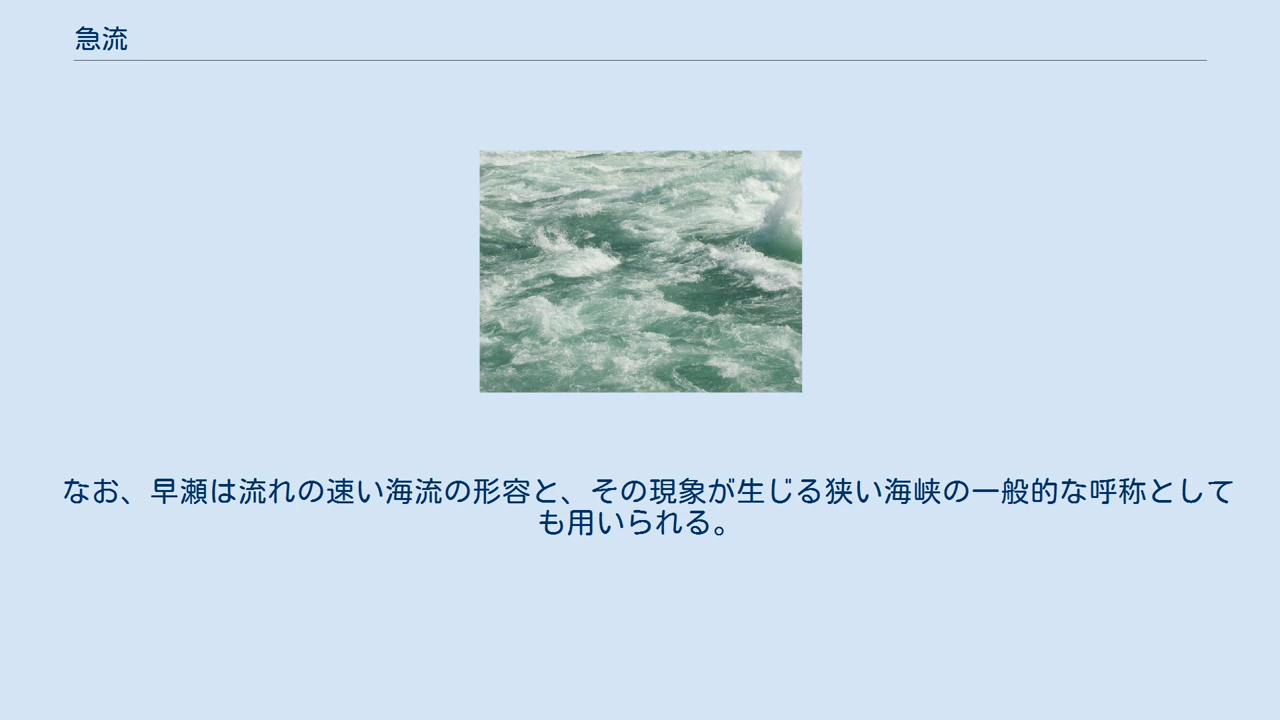 急流
なお、早瀬は流れの速い海流の形容と、その現象が生じる狭い海峡の一般的な呼称として
も用いられる。